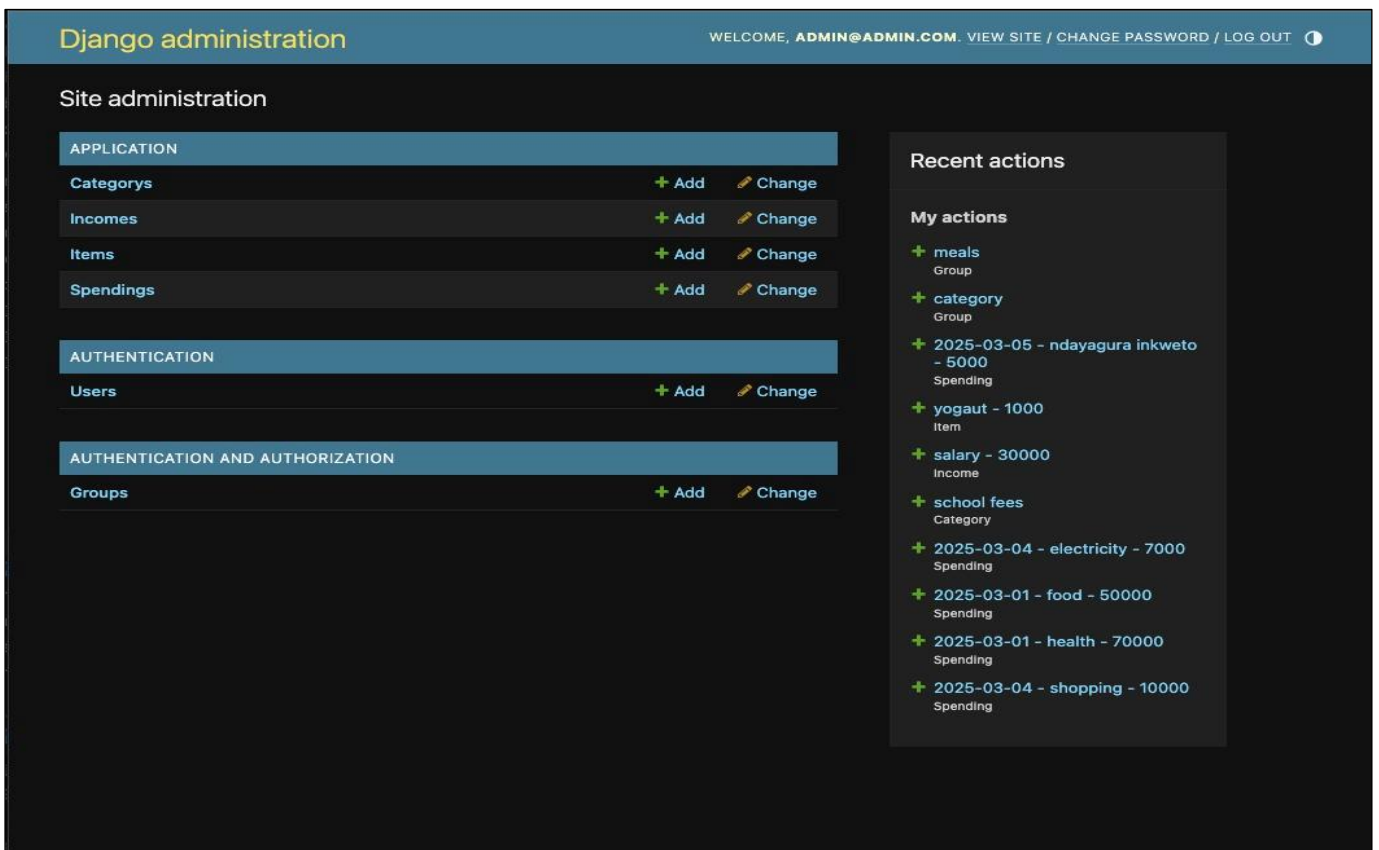 Django administration
WELCOME, ADMIN@ADMIN.COM. VIEW SITE / CHANGE PASSWORD / LOG OUT
Site administration
APPLICATION
Categorys + Add Change
Incomes + Add Change
Items + Add Change
Spendings + Add Change
AUTHENTICATION
Users + Add Change
AUTHENTICATION AND AUTHORIZATION
Groups + Add Change
Recent actions
My actions
+ meals
Group
+ category
Group
+ 2025-03-05 - ndayagura inkweto
- 5000
Spending
+ yogaut - 1000
Item
+ salary - 30000
Income
+ school fees
Category
+ 2025-03-04 - electricity - 7000
Spending
+ 2025-03-01 - food - 50000
Spending
+ 2025-03-01 - health - 70000
Spending
+ 2025-03-04 - shopping - 10000
Spending